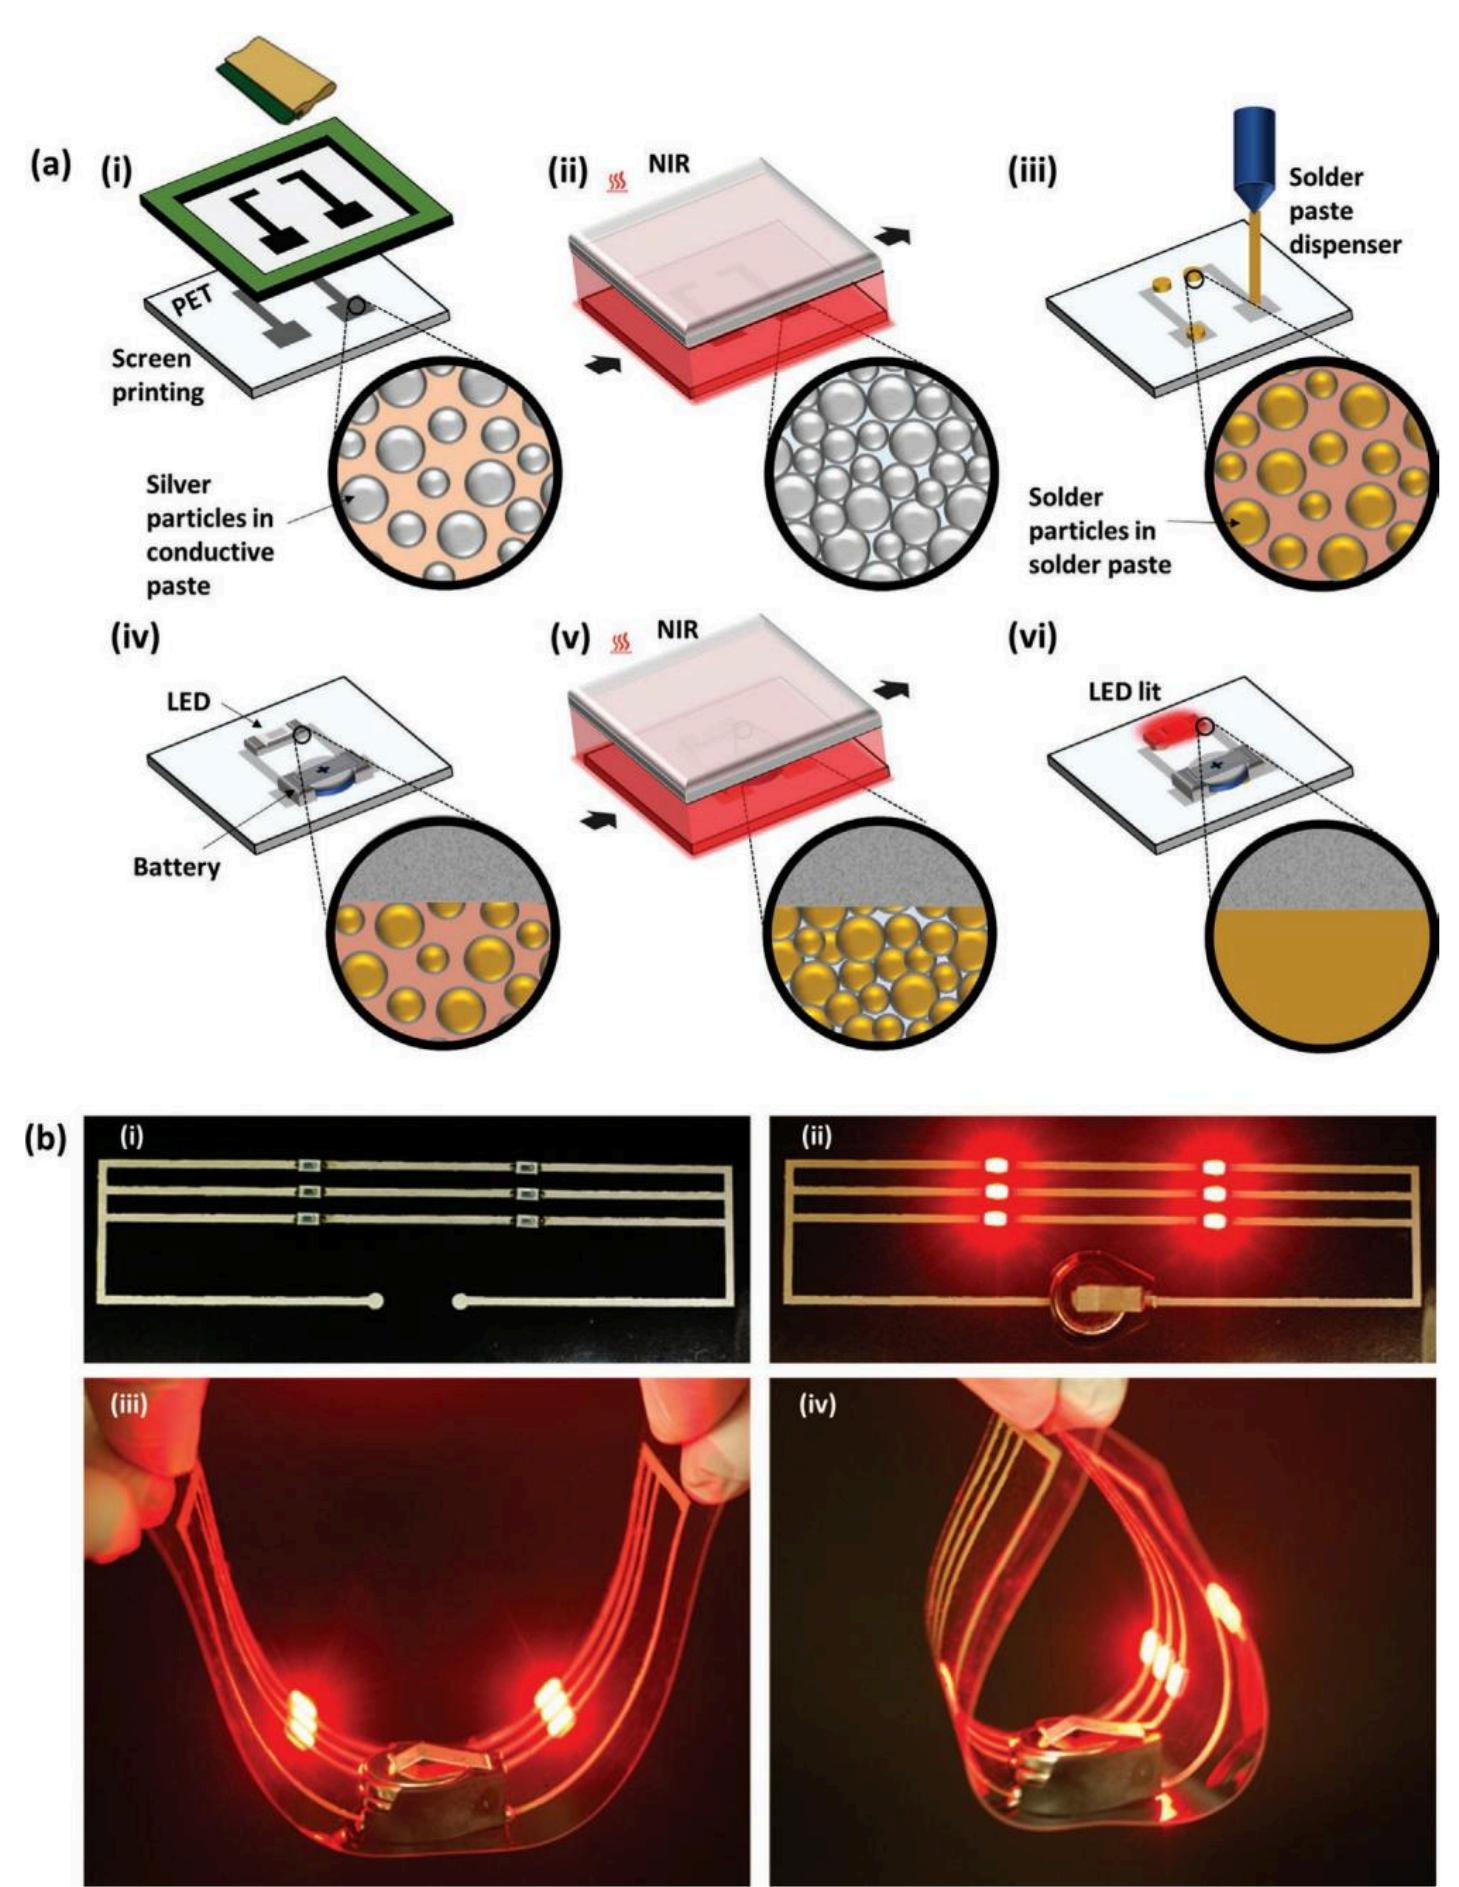 (a)
(i)
PET
Screen
printing
Silver
particles in
conductive
paste
(ii)
NIR
(iii)
Solder
paste
dispenser
Solder
particles in
solder paste
(iv)
LED
+
Battery
(v)
NIR
(vi)
LED lit
+
(b)
(i)
(ii)
(iii)
(iv)